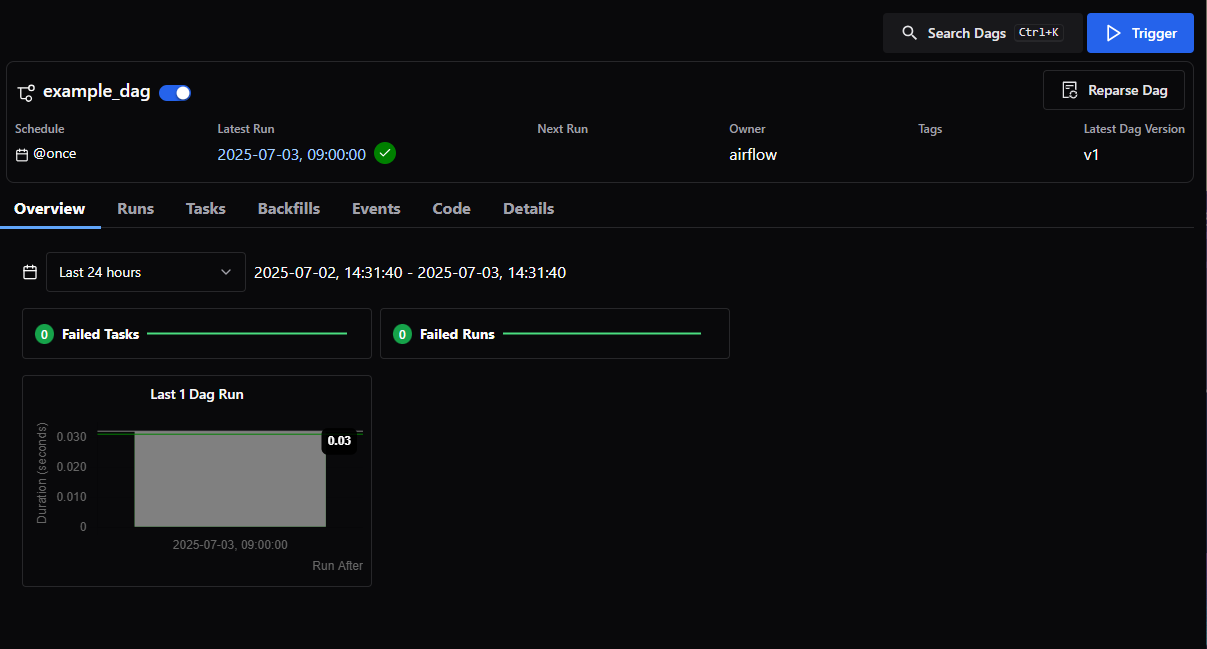 Search Dags Ctrl+K Trigger
example_dag Reparse Dag
Schedule Latest Run Next Run Owner Tags Latest Dag Version
@once 2025-07-03, 09:00:00 airflow v1
Overview Runs Tasks Backfills Events Code Details
Last 24 hours 2025-07-02, 14:31:40 - 2025-07-03, 14:31:40
0 Failed Tasks 0 Failed Runs
Last 1 Dag Run
Duration (seconds)
0.030
0.03
0.020
0.010
0
2025-07-03, 09:00:00
Run After